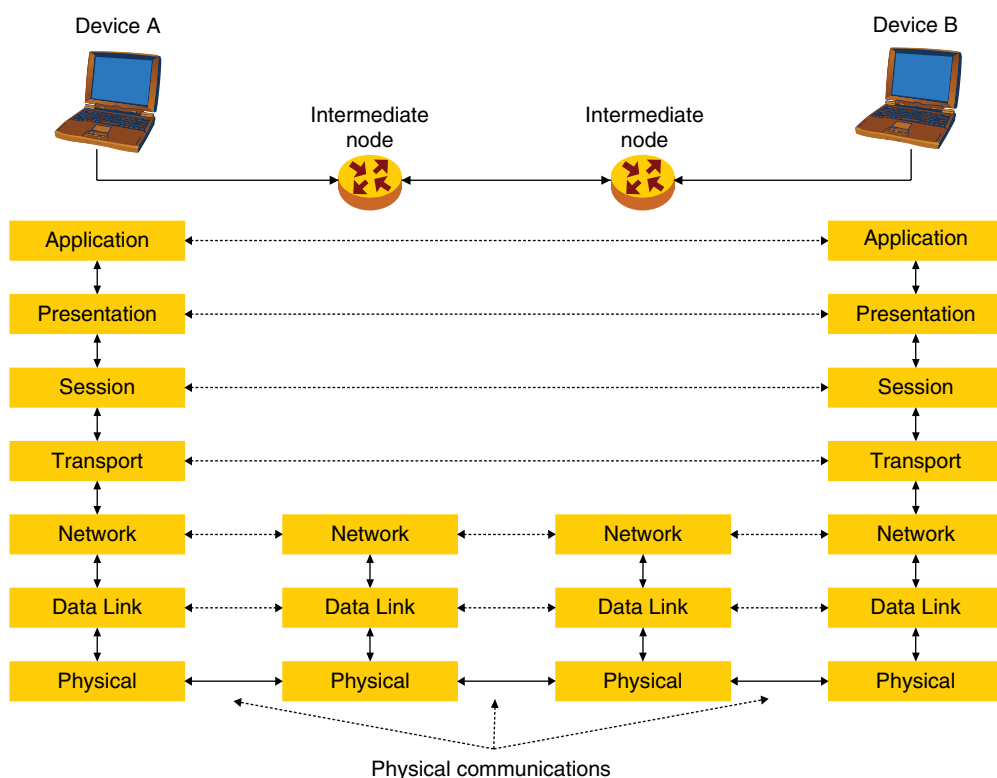 Device A
Device B
Intermediate
node
Intermediate
node
Application
Application
Presentation
Presentation
Session
Session
Transport
Transport
Network
Network
Network
Network
Data Link
Data Link
Data Link
Data Link
Physical
Physical
Physical
Physical
Physical communications